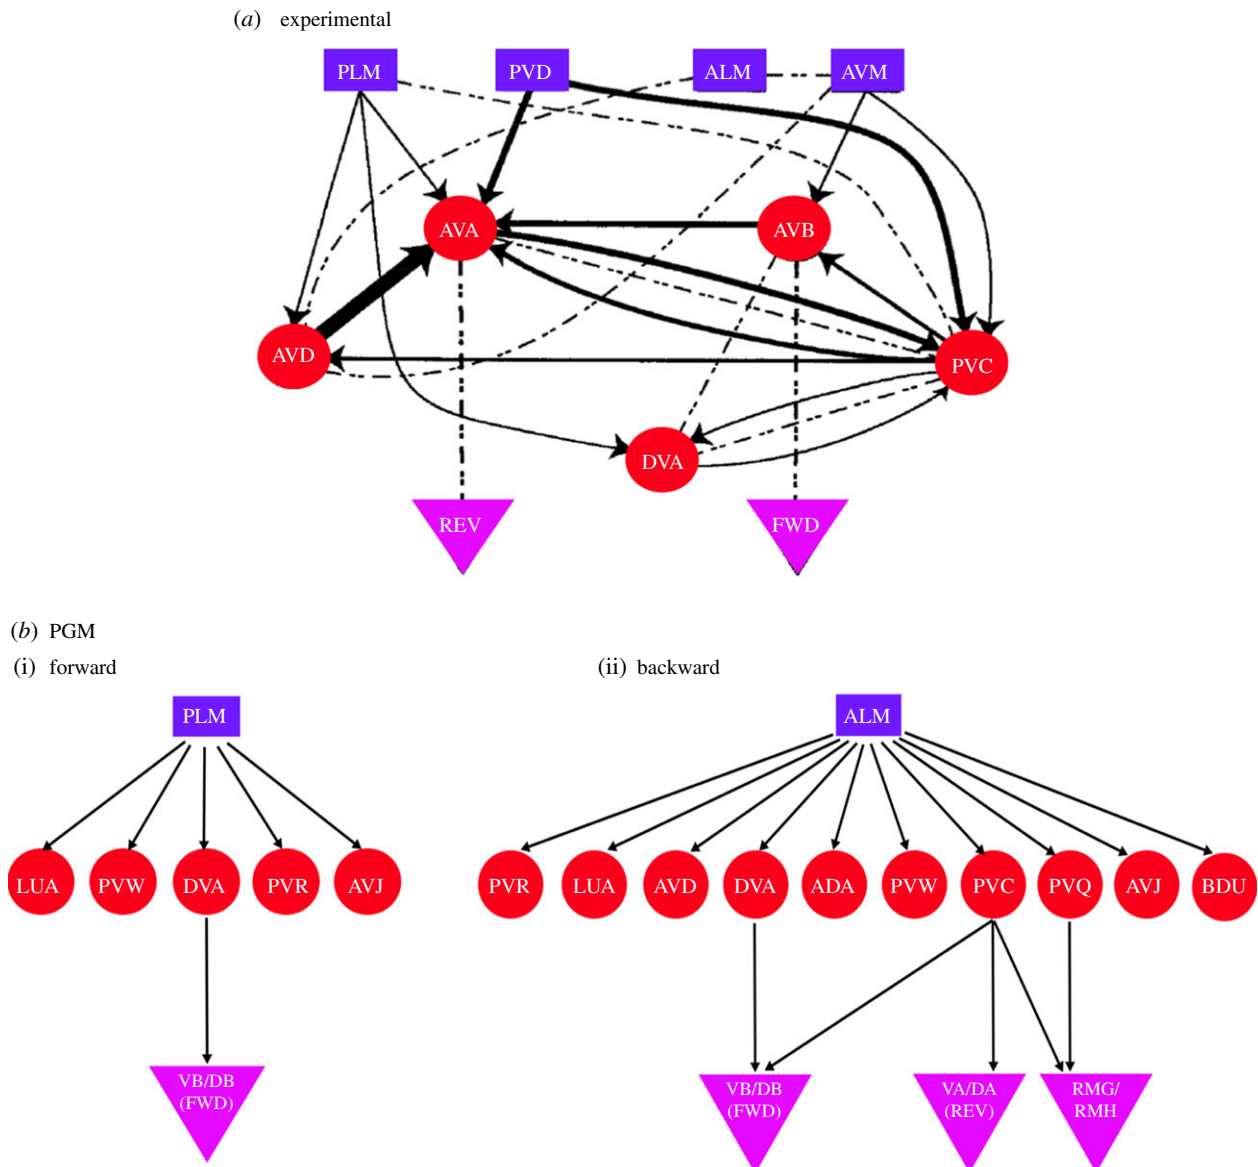 (a) experimental
PLM PVD ALM AVM
AVA AVB
AVD PVC
DVA
REV FWD
(b) PGM
(i) forward (ii) backward
PLM ALM
LUA PVW DVA PVR AVJ PVR LUA AVD DVA ADA PVW PVC PVQ AVJ BDU
VB/DB
(FWD)
VB/DB
(FWD)
VA/DA
(REV)
RMG/
RMH